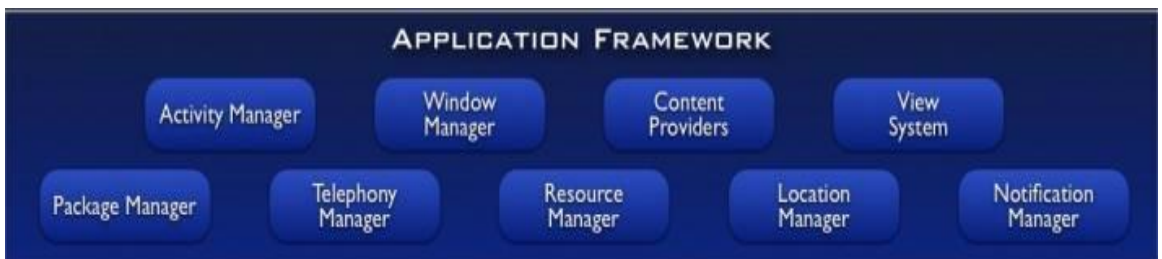 APPLICATION FRAMEWORK
Activity Manager
Window
Manager
Content
Providers
View
System
Package Manager
Telephony
Manager
Resource
Manager
Location
Manager
Notification
Manager